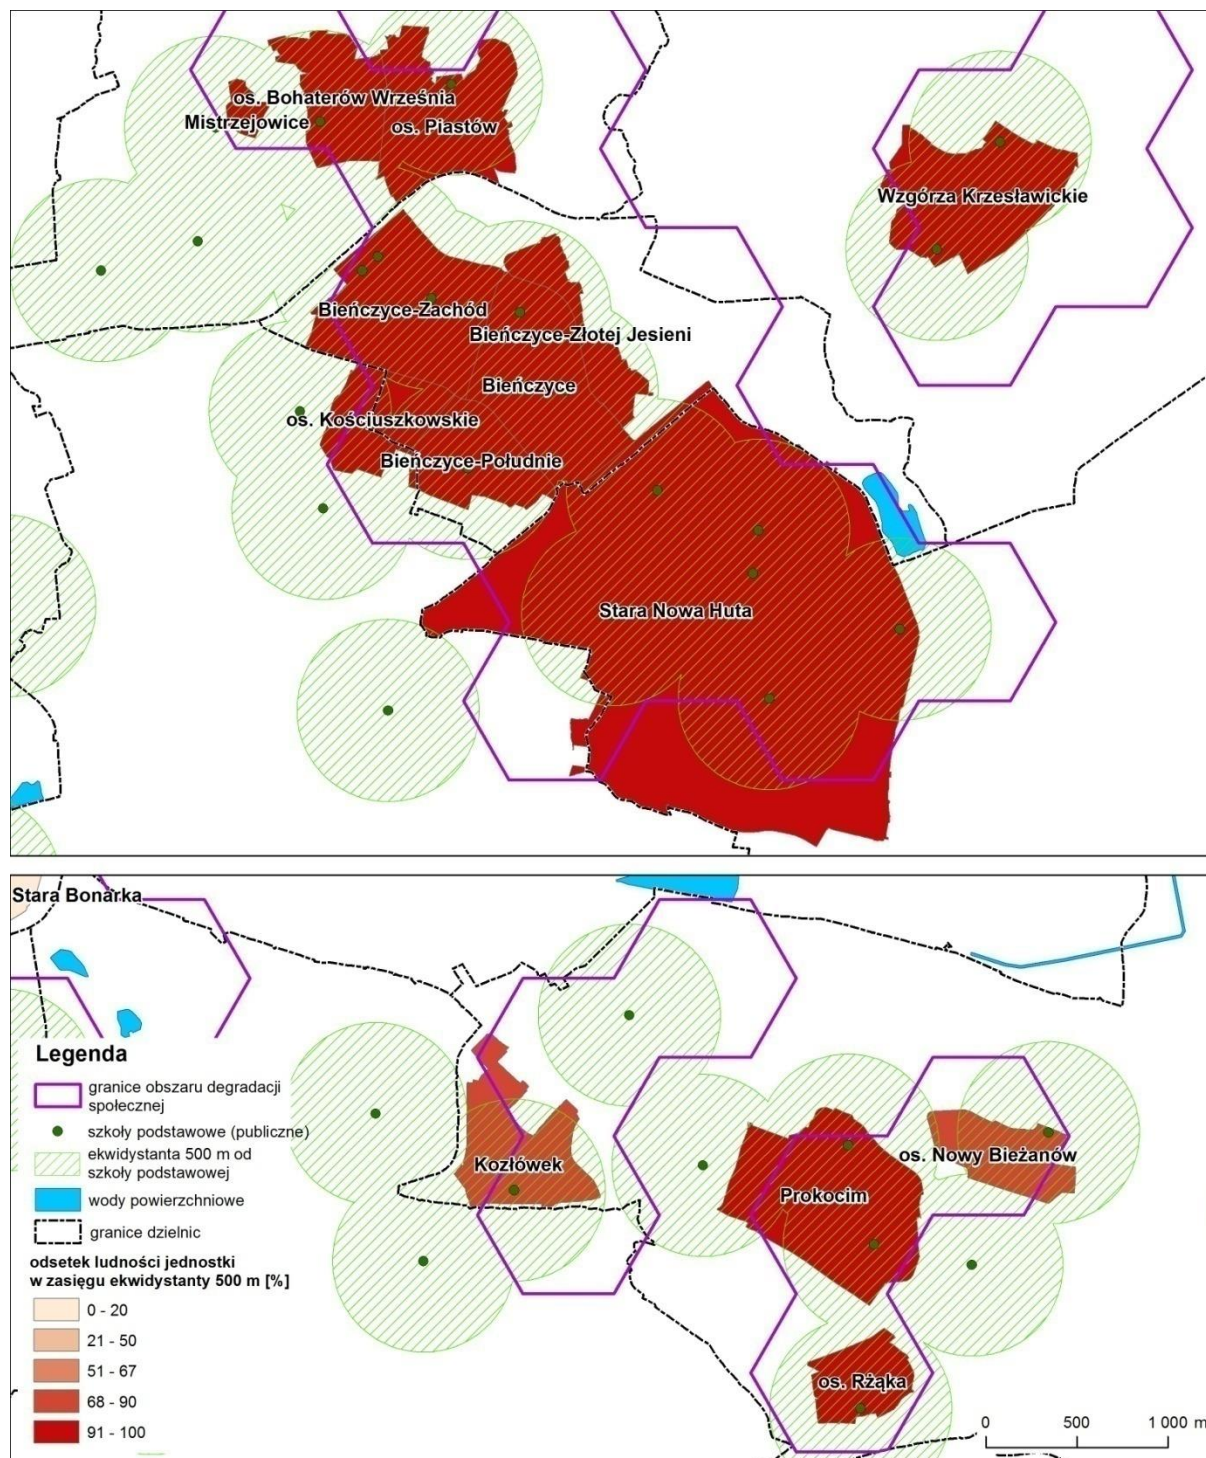 os. Bohaterów Września
Mistrzejowice
os. Piastów
Wzgórza Krzesławickie
Bieńczyce-Zachód
Bieńczyce-Złotej Jesieni
Bieńczyce
os. Kościuszkowskie
Bieńczyce-Południe
Stara Nowa Huta
Stara Bonarka
Kozłówek
os. Nowy Bieżanów
Prokocim
os. Rżąka
Legenda
granice obszaru degradacji
społecznej
szkoły podstawowe (publiczne)
ekwidystanta 500 m od
szkoły podstawowej
wody powierzchniowe
granice dzielnic
odsetek ludności jednostki
w zasięgu ekwidystanty 500 m [%]
0 - 20
21 - 50
51 - 67
68 - 90
91 - 100
0 500 1 000 m